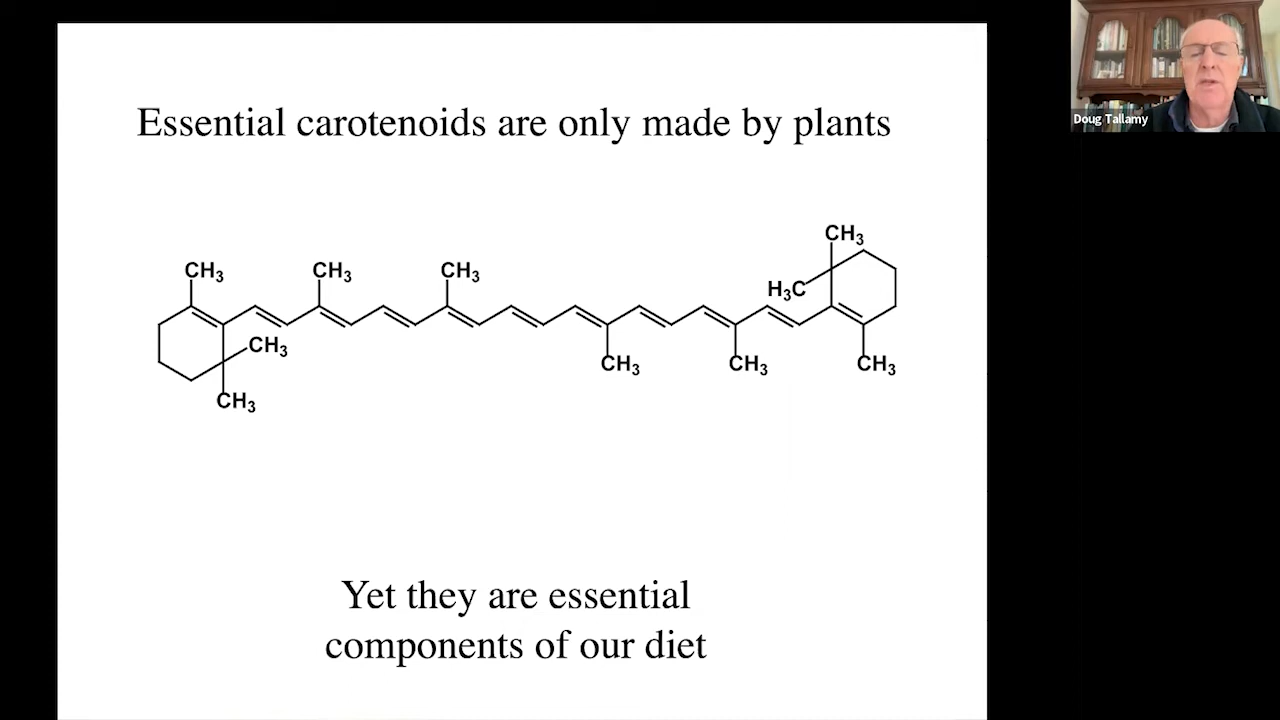 Essential carotenoids are only made by plants
Doug Tallamy
CH₃
CH₃ CH₃ CH₃
H₃C
CH₃
CH₃ CH₃ CH₃
CH₃
Yet they are essential
components of our diet